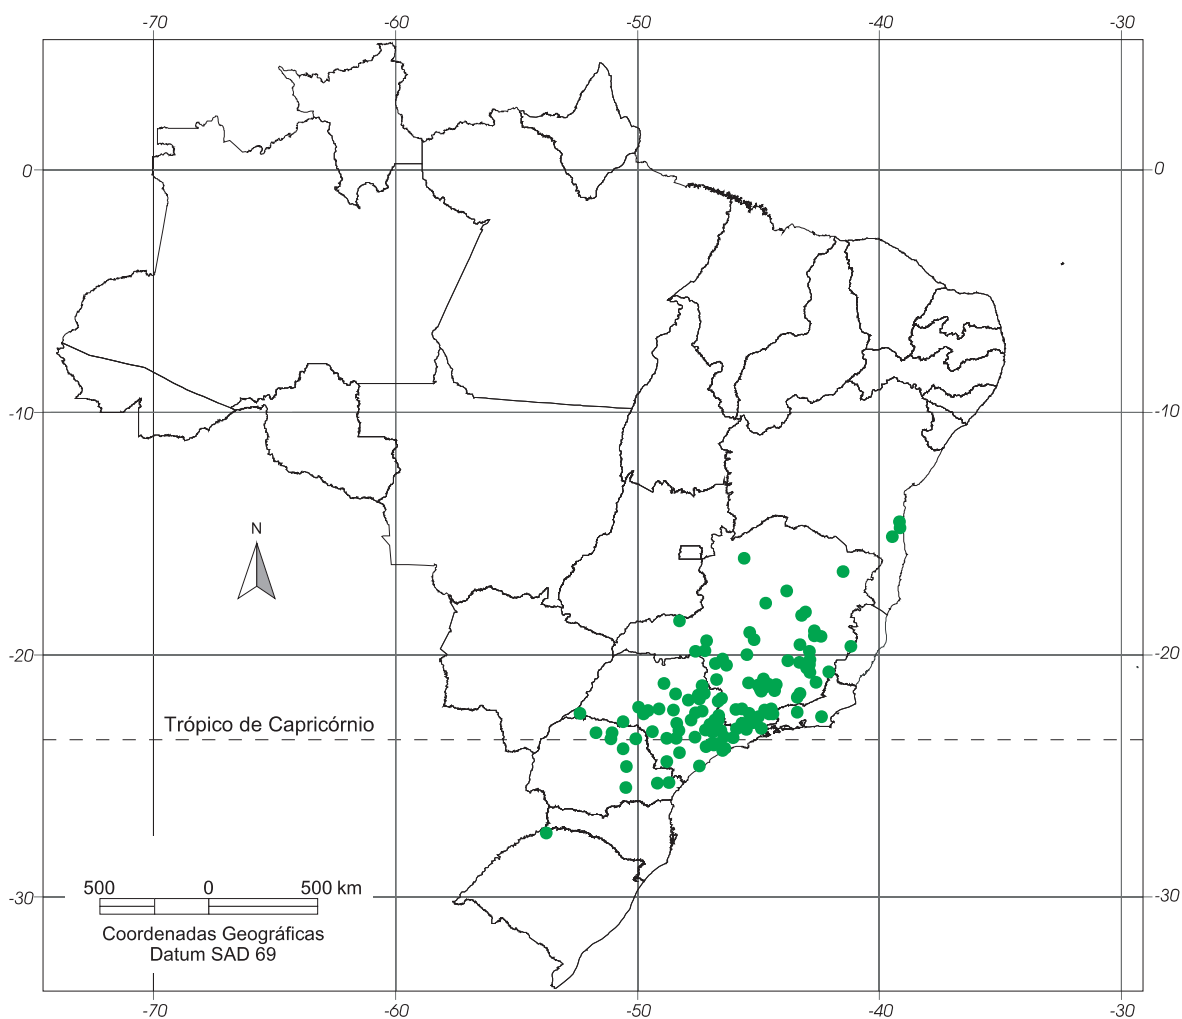 -70 -60 -50 -40 -30
0 0
-10 -10
N
-20 -20
Trópico de Capricórnio
500 0 500 km
-30 -30
Coordenadas Geográficas
Datum SAD 69
-70 -60 -50 -40 -30